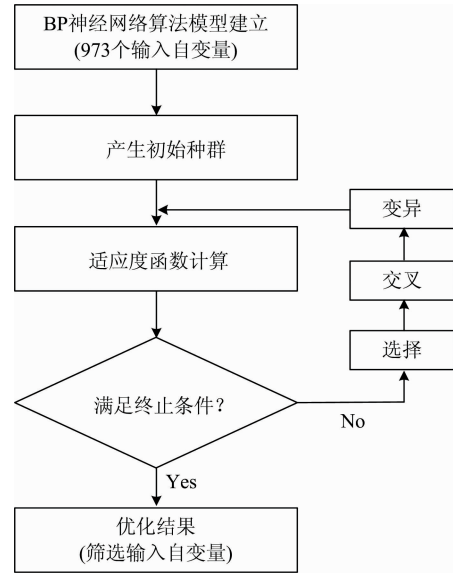 BP神经网络算法模型建立
(973个输入自变量)
产生初始种群
变异
适应度函数计算
交叉
选择
满足终止条件?
No
Yes
优化结果
(筛选输入自变量)